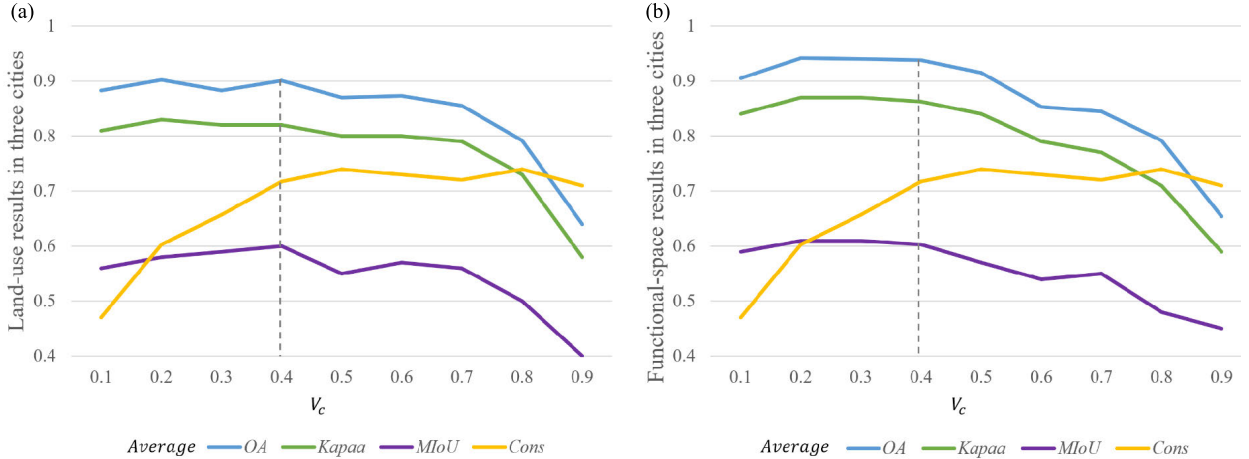 (a)
Land-use results in three cities
1
0.9
0.8
0.7
0.6
0.5
0.4
0.1 0.2 0.3 0.4 0.5 0.6 0.7 0.8 0.9
Vc
Average OA Kapaa MIoU Cons
(b)
Functional-space results in three cities
1
0.9
0.8
0.7
0.6
0.5
0.4
0.1 0.2 0.3 0.4 0.5 0.6 0.7 0.8 0.9
Vc
Average OA Kapaa MIoU Cons